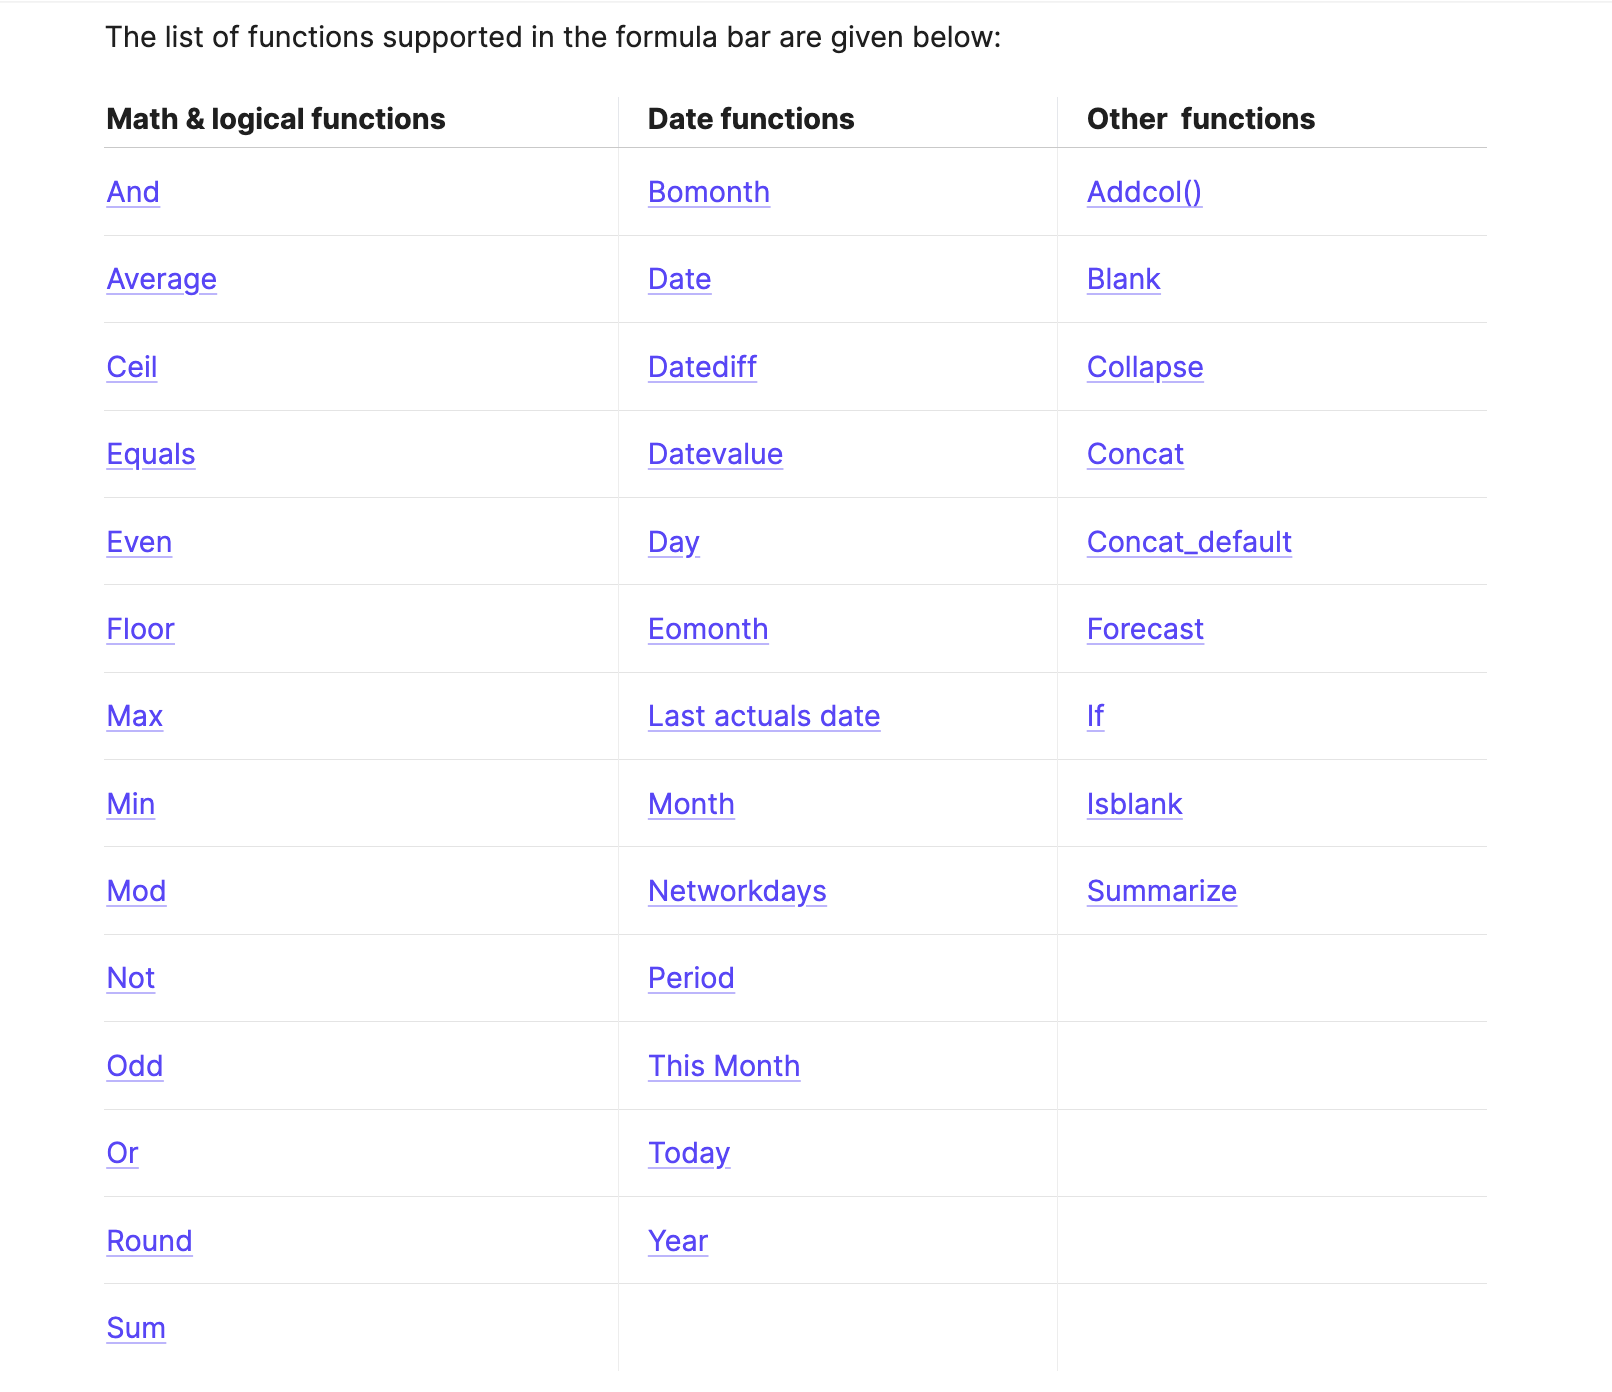 The list of functions supported in the formula bar are given below:
Math & logical functions Date functions Other functions
And Bomonth Addcol()
Average Date Blank
Ceil Datediff Collapse
Equals Datevalue Concat
Even Day Concat_default
Floor Eomonth Forecast
Max Last actuals date If
Min Month Isblank
Mod Networkdays Summarize
Not Period
Odd This Month
Or Today
Round Year
Sum